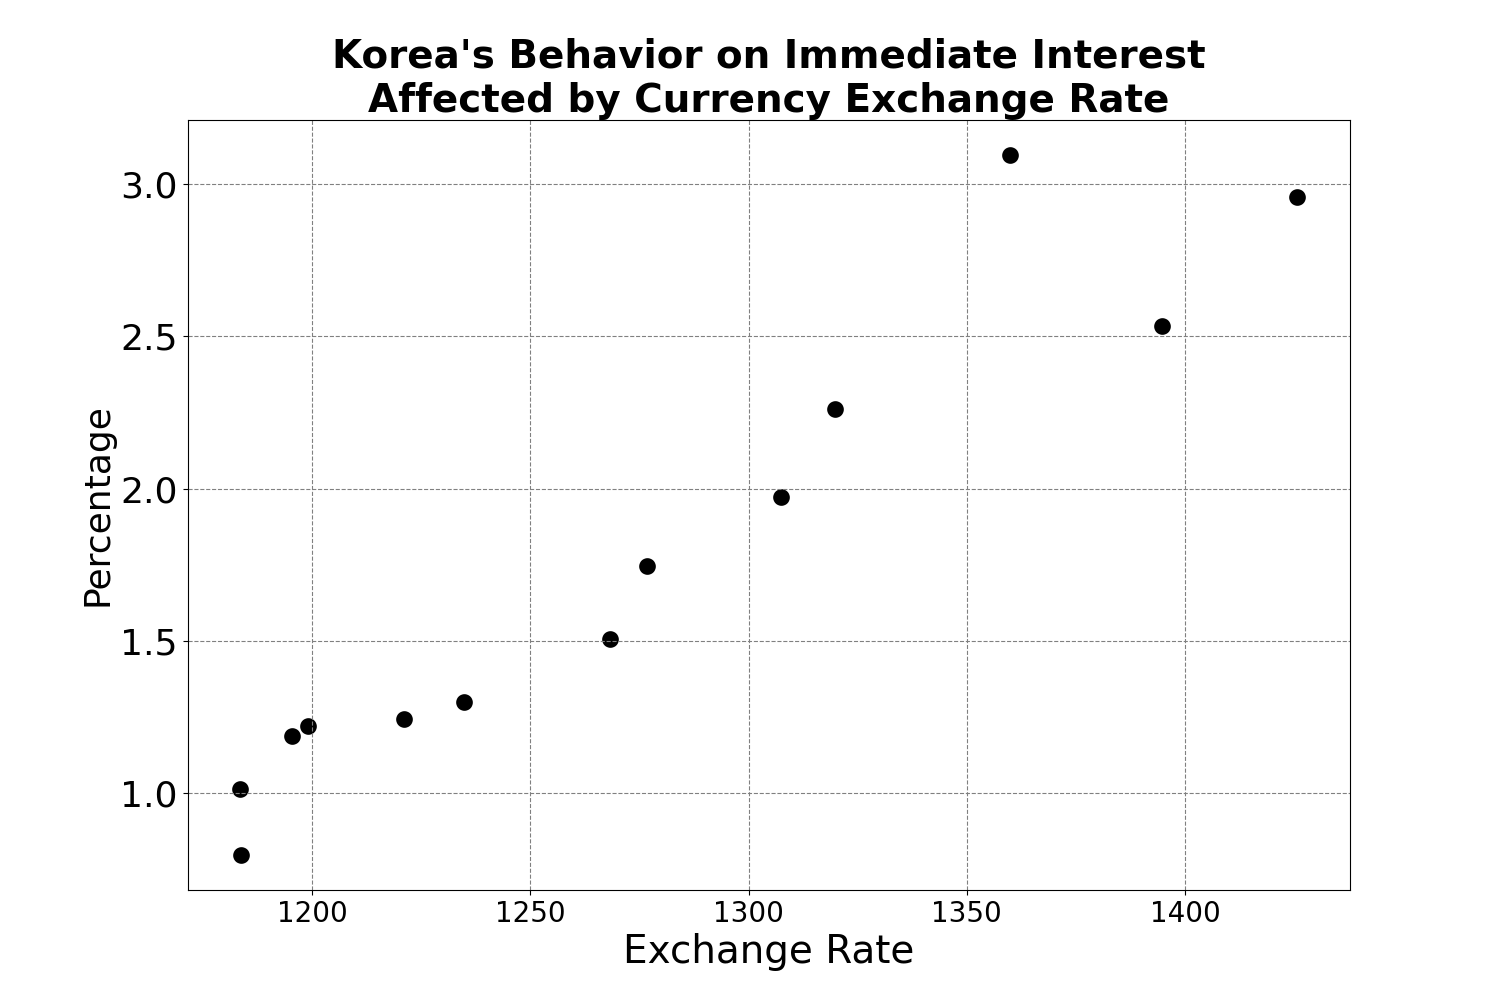 Korea's Behavior on Immediate Interest
Affected by Currency Exchange Rate
3.0
2.5
2.0
1.5
1.0
Percentage
1200 1250 1300 1350 1400
Exchange Rate